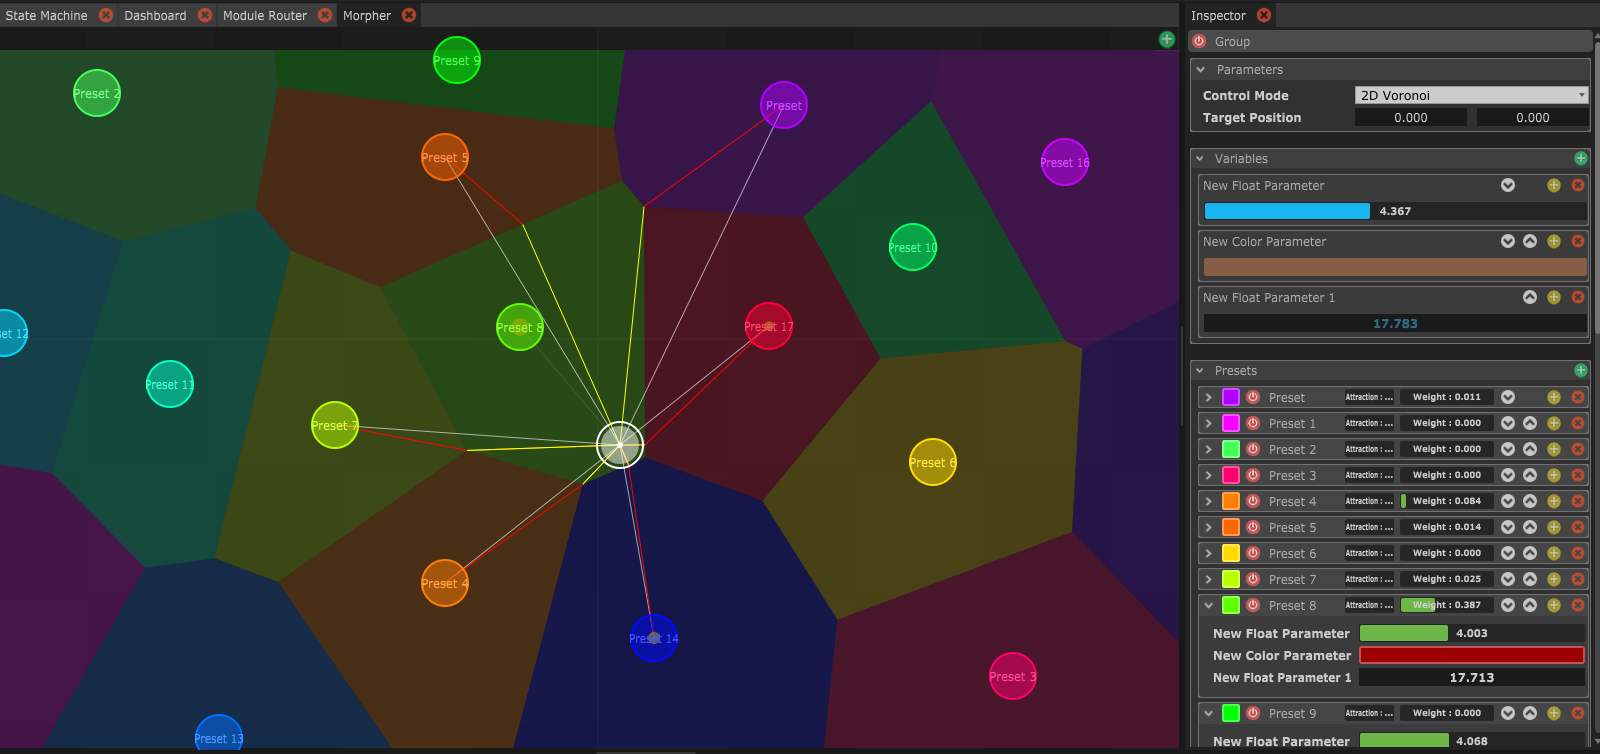 State Machine Dashboard Module Router Morpher
Preset 9
Preset 2
Preset
Preset 5
Preset 16
Preset 10
Preset 8
Preset 17
set 12
Preset 11
Preset 7
Preset 6
Preset 4
Preset 14
Preset 3
Preset 13
Inspector
Group
Parameters
Control Mode 2D Voronoi
Target Position 0.000 0.000
Variables
New Float Parameter
4.367
New Color Parameter
New Float Parameter 1
17.783
Presets
Preset Attraction : ... Weight : 0.011
Preset 1 Attraction : ... Weight : 0.000
Preset 2 Attraction : ... Weight : 0.000
Preset 3 Attraction : ... Weight : 0.000
Preset 4 Attraction : ... Weight : 0.084
Preset 5 Attraction : ... Weight : 0.014
Preset 6 Attraction : ... Weight : 0.000
Preset 7 Attraction : ... Weight : 0.025
Preset 8 Attraction : ... Weight : 0.387
New Float Parameter 4.003
New Color Parameter
New Float Parameter 1 17.713
Preset 9 Attraction : ... Weight : 0.000
New Float Parameter 4.068